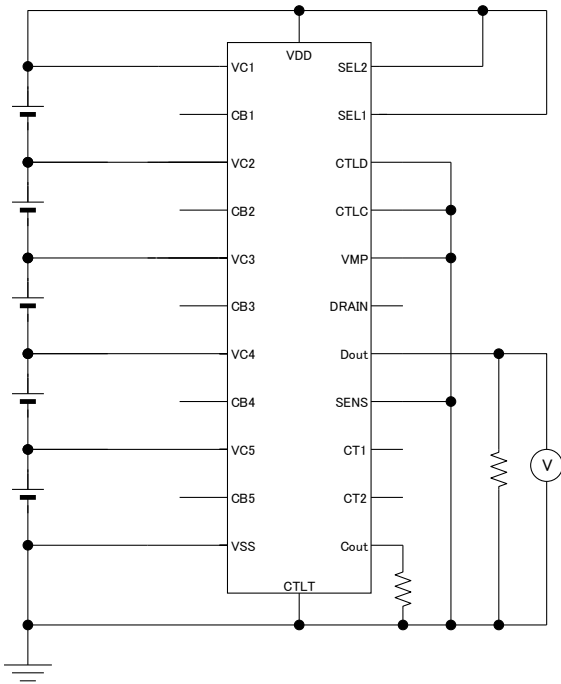 VDD
VC1
SEL2
CB1
SEL1
VC2
CTLD
CB2
CTLC
VC3
VMP
CB3
DRAIN
VC4
Dout
CB4
SENS
VC5
CT1
V
CB5
CT2
VSS
Cout
CTLT